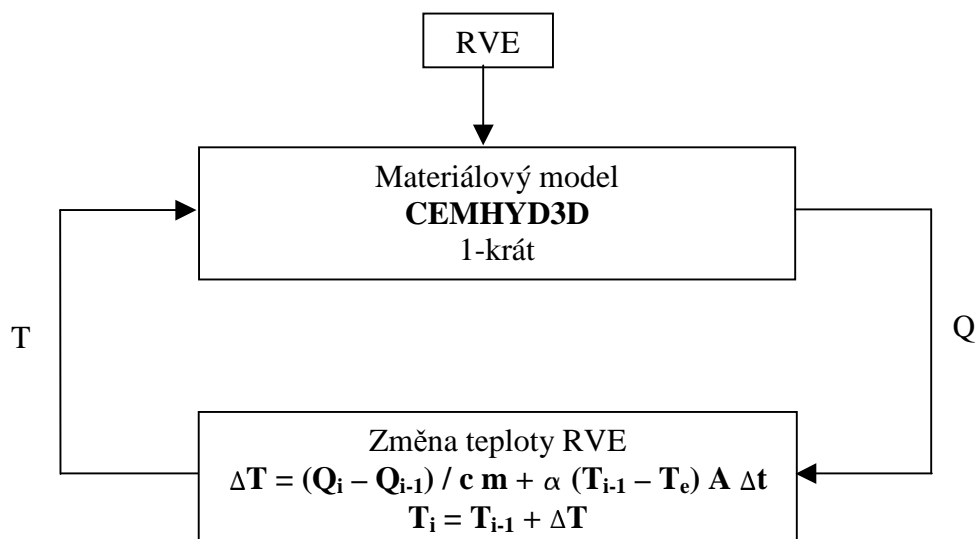 RVE
Materiálový model
CEMHYD3D
1-krát
T
Q
Změna teploty RVE
ΔT = (Qi – Qi-1) / c m + α (Ti-1 – Te) A Δt
Ti = Ti-1 + ΔT